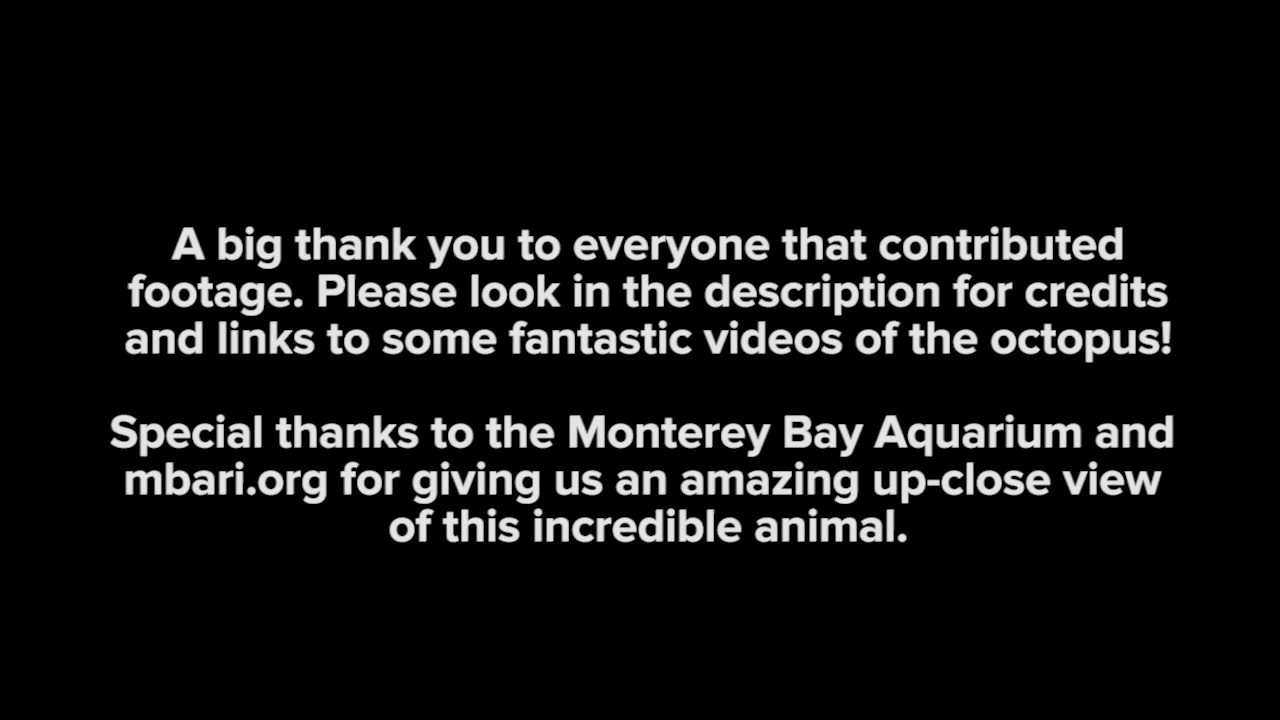 A big thank you to everyone that contributed
footage. Please look in the description for credits
and links to some fantastic videos of the octopus!
Special thanks to the Monterey Bay Aquarium and
mbari.org for giving us an amazing up-close view
of this incredible animal.